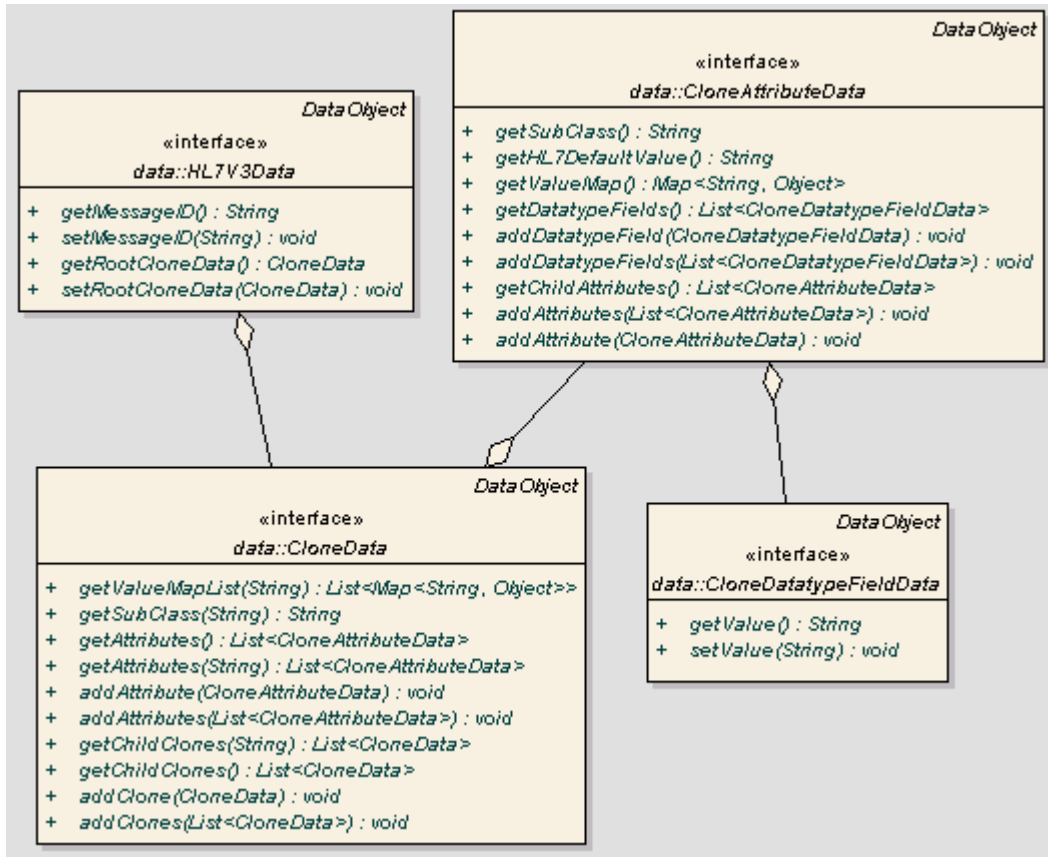 DataObject
«interface»
data::HL7V3Data
+ getMessageID() : String
+ setMessageID(String) : void
+ getRootCloneData() : CloneData
+ setRootCloneData(CloneData) : void
DataObject
«interface»
data::CloneAttributeData
+ getSubClass() : String
+ getHL7DefaultValue() : String
+ getValueMap() : Map<String, Object>
+ getDatatypeFields() : List<CloneDatatypeFieldData>
+ addDatatypeField(CloneDatatypeFieldData) : void
+ addDatatypeFields(List<CloneDatatypeFieldData>) : void
+ getChildAttributes() : List<CloneAttributeData>
+ addAttributes(List<CloneAttributeData>) : void
+ addAttribute(CloneAttributeData) : void
DataObject
«interface»
data::CloneData
+ getValueMapList(String) : List<Map<String, Object>>
+ getSubClass(String) : String
+ getAttributes() : List<CloneAttributeData>
+ getAttributes(String) : List<CloneAttributeData>
+ addAttribute(CloneAttributeData) : void
+ addAttributes(List<CloneAttributeData>) : void
+ getChildClones(String) : List<CloneData>
+ getChildClones() : List<CloneData>
+ addClone(CloneData) : void
+ addClones(List<CloneData>) : void
DataObject
«interface»
data::CloneDatatypeFieldData
+ getValue() : String
+ setValue(String) : void